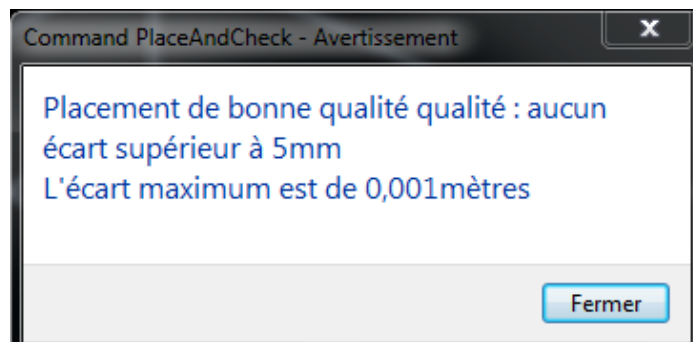 Command PlaceAndCheck - Avertissement
x
Placement de bonne qualité qualité : aucun
écart supérieur à 5mm
L'écart maximum est de 0,001mètres
Fermer